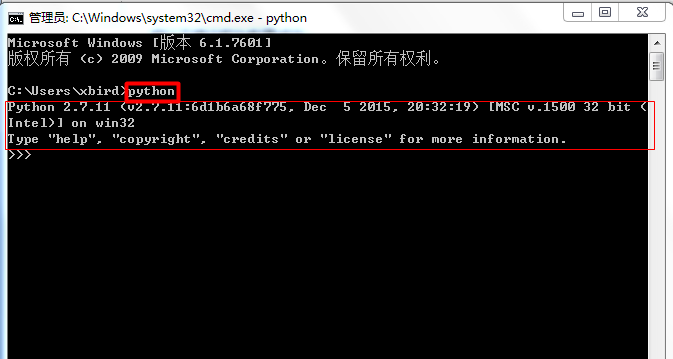 管理员: C:\Windows\system32\cmd.exe - python
Microsoft Windows [版本 6.1.7601]
版权所有 (c) 2009 Microsoft Corporation。保留所有权利。
C:\Users\xbird>python
Python 2.7.11 (v2.7.11:6d1b6a68f775, Dec  5 2015, 20:32:19) [MSC v.1500 32 bit (
Intel)] on win32
Type "help", "copyright", "credits" or "license" for more information.
>>>